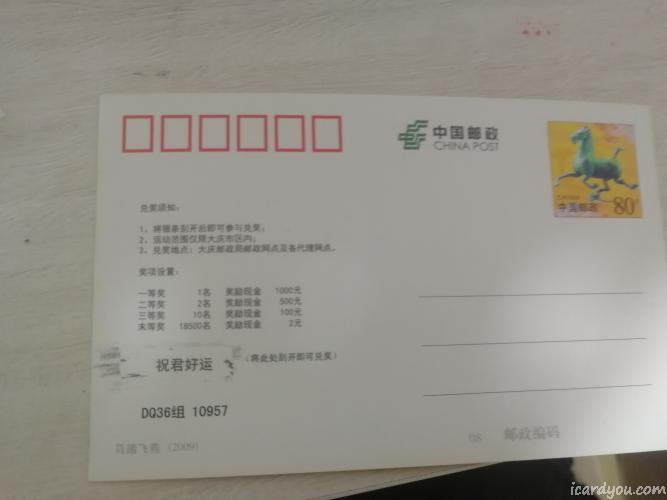 中国邮政
CHINA POST
中国邮政
80分
兑奖须知：
1、将银条刮开后即可参与兑奖；
2、活动范围仅限大庆市区内；
3、兑奖地点：大庆邮政局邮政网点及各代理网点。
奖项设置：
一等奖 1名 奖励现金 1000元
二等奖 2名 奖励现金 500元
三等奖 10名 奖励现金 100元
末等奖 18500名 奖励现金 2元
祝君好运
（将此处刮开即可兑奖）
DQ36组 10957
马踏飞燕（2009）
08 邮政编码
icardyou.com